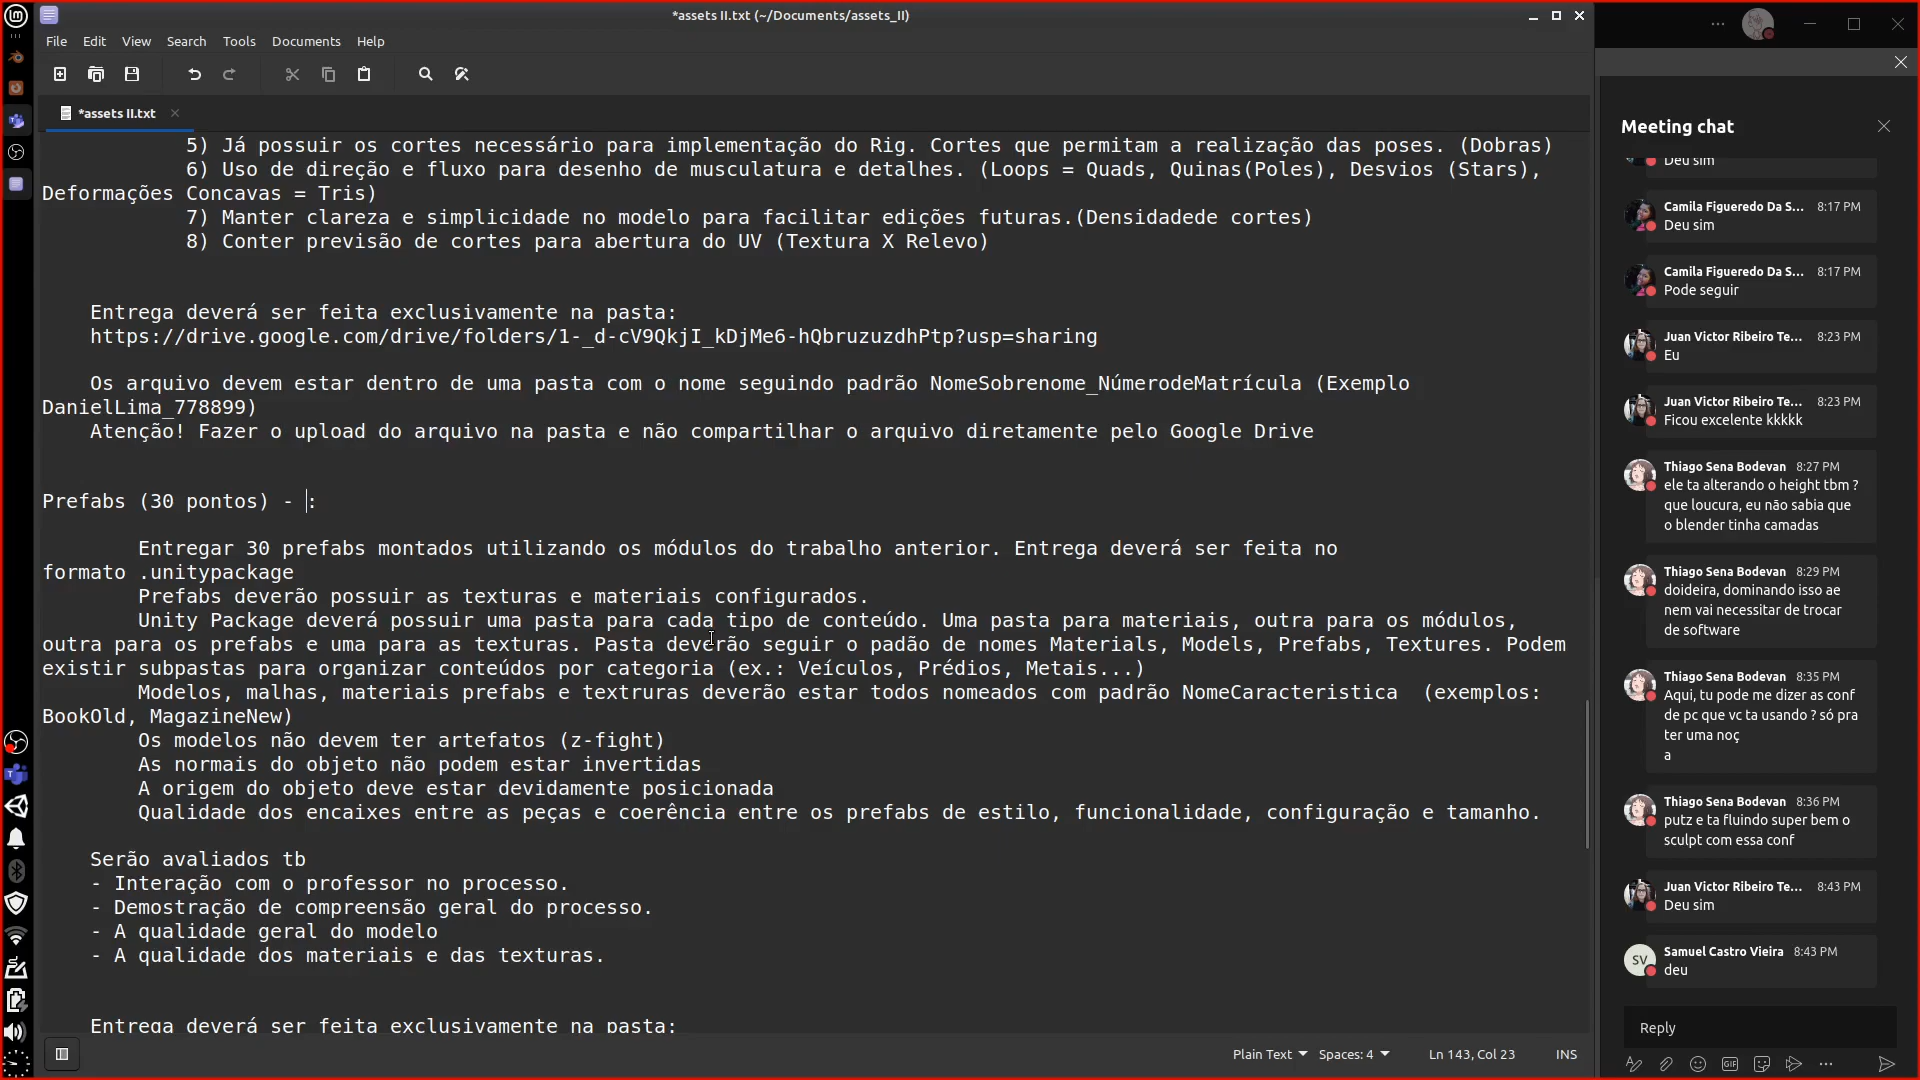 *assets II.txt (~/Documents/assets_II)
File Edit View Search Tools Documents Help
*assets II.txt
5) Já possuir os cortes necessário para implementação do Rig. Cortes que permitam a realização das poses. (Dobras)
6) Uso de direção e fluxo para desenho de musculatura e detalhes. (Loops = Quads, Quinas(Poles), Desvios (Stars),
Deformações Concavas = Tris)
7) Manter clareza e simplicidade no modelo para facilitar edições futuras.(Densidadede cortes)
8) Conter previsão de cortes para abertura do UV (Textura X Relevo)
Entrega deverá ser feita exclusivamente na pasta:
https://drive.google.com/drive/folders/1-_d-cV9QkjI_kDjMe6-hQbruzuzdhPtp?usp=sharing
Os arquivo devem estar dentro de uma pasta com o nome seguindo padrão NomeSobrenome_NúmerodeMatrícula (Exemplo
DanielLima_778899)
Atenção! Fazer o upload do arquivo na pasta e não compartilhar o arquivo diretamente pelo Google Drive
Prefabs (30 pontos) - :
Entregar 30 prefabs montados utilizando os módulos do trabalho anterior. Entrega deverá ser feita no
formato .unitypackage
Prefabs deverão possuir as texturas e materiais configurados.
Unity Package deverá possuir uma pasta para cada tipo de conteúdo. Uma pasta para materiais, outra para os módulos,
outra para os prefabs e uma para as texturas. Pasta deverão seguir o padão de nomes Materials, Models, Prefabs, Textures. Podem
existir subpastas para organizar conteúdos por categoria (ex.: Veículos, Prédios, Metais...)
Modelos, malhas, materiais prefabs e textruras deverão estar todos nomeados com padrão NomeCaracteristica (exemplos:
BookOld, MagazineNew)
Os modelos não devem ter artefatos (z-fight)
As normais do objeto não podem estar invertidas
A origem do objeto deve estar devidamente posicionada
Qualidade dos encaixes entre as peças e coerência entre os prefabs de estilo, funcionalidade, configuração e tamanho.
Serão avaliados tb
- Interação com o professor no processo.
- Demostração de compreensão geral do processo.
- A qualidade geral do modelo
- A qualidade dos materiais e das texturas.
Entrega deverá ser feita exclusivamente na pasta:
Plain Text Spaces: 4 Ln 143, Col 23 INS
Meeting chat
Deu sim
Camila Figueredo Da S... 8:17 PM
Deu sim
Camila Figueredo Da S... 8:17 PM
Pode seguir
Juan Victor Ribeiro Te... 8:23 PM
Eu
Juan Victor Ribeiro Te... 8:23 PM
Ficou excelente kkkkk
Thiago Sena Bodevan 8:27 PM
ele ta alterando o height tbm ?
que loucura, eu não sabia que
o blender tinha camadas
Thiago Sena Bodevan 8:29 PM
doideira, dominando isso ae
nem vai necessitar de trocar
de software
Thiago Sena Bodevan 8:35 PM
Aqui, tu pode me dizer as conf
de pc que vc ta usando ? só pra
ter uma noç
a
Thiago Sena Bodevan 8:36 PM
putz e ta fluindo super bem o
sculpt com essa conf
Juan Victor Ribeiro Te... 8:43 PM
Deu sim
SV
Samuel Castro Vieira 8:43 PM
deu
Reply
GIF